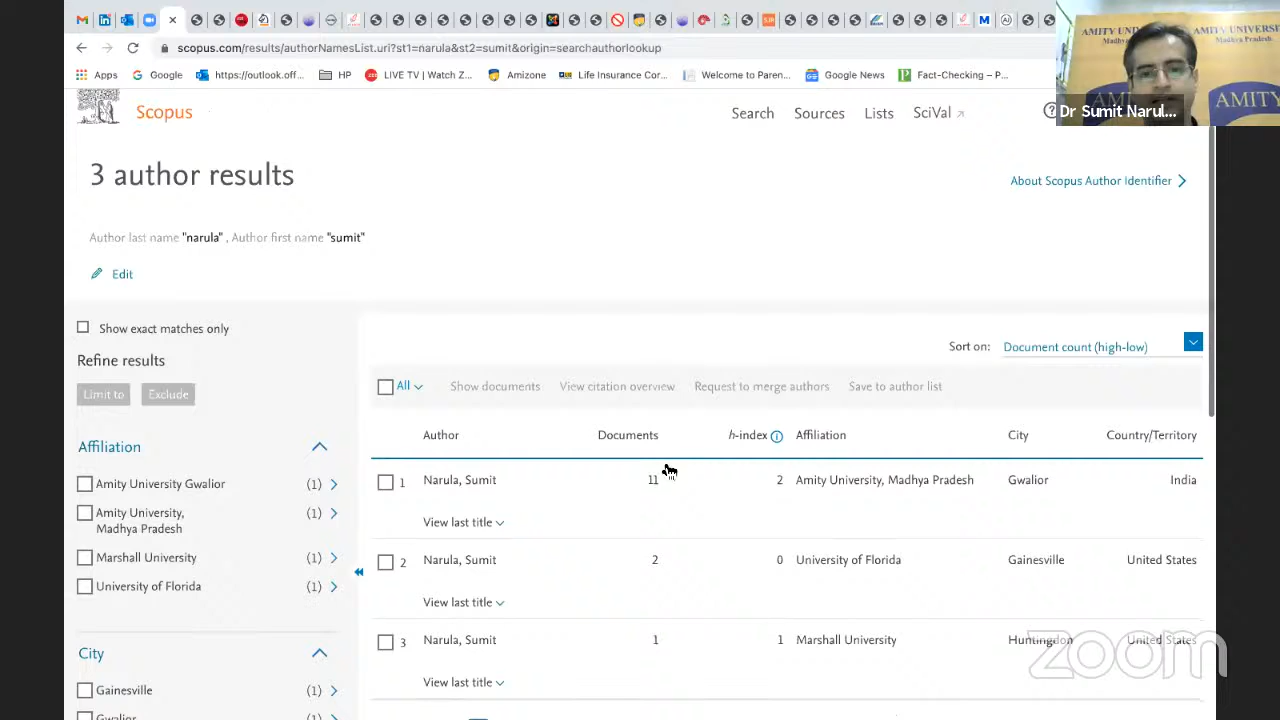 scopus.com/results/authorNamesList.uri?st1=narula&st2=sumit&origin=searchauthorlookup
Apps
Google
https://outlook.off...
HP
LIVE TV | Watch Z...
Amizone
Life Insurance Cor...
Welcome to Paren...
Google News
Fact-Checking – P...
AMITY UNIVERSITY
Madhya Pradesh
AMITY
Dr Sumit Narul...
Scopus
Search
Sources
Lists
SciVal
3 author results
About Scopus Author Identifier
Author last name "narula" , Author first name "sumit"
Edit
Show exact matches only
Refine results
Limit to
Exclude
Affiliation
Amity University Gwalior (1)
Amity University,
Madhya Pradesh (1)
Marshall University (1)
University of Florida (1)
City
Gainesville (1)
Gwalior (1)
Sort on: Document count (high-low)
All Show documents View citation overview Request to merge authors Save to author list
Author Documents h-index Affiliation City Country/Territory
1 Narula, Sumit 11 2 Amity University, Madhya Pradesh Gwalior India
View last title
2 Narula, Sumit 2 0 University of Florida Gainesville United States
View last title
3 Narula, Sumit 1 1 Marshall University Huntingdon United States
View last title
zoom